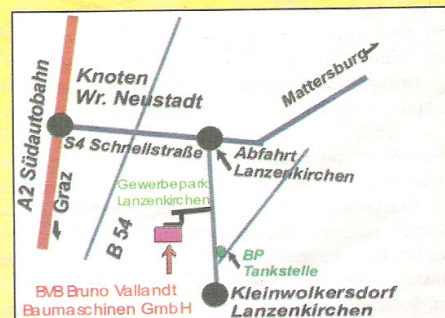 Knoten
Wr. Neustadt
Mattersburg
A2 Südautobahn
Graz
S4 Schnellstraße
Abfahrt
Lanzenkirchen
Gewerbepark
Lanzenkirchen
B 54
BP
Tankstelle
BVB Bruno Vallandt
Baumaschinen GmbH
Kleinwolkersdorf
Lanzenkirchen